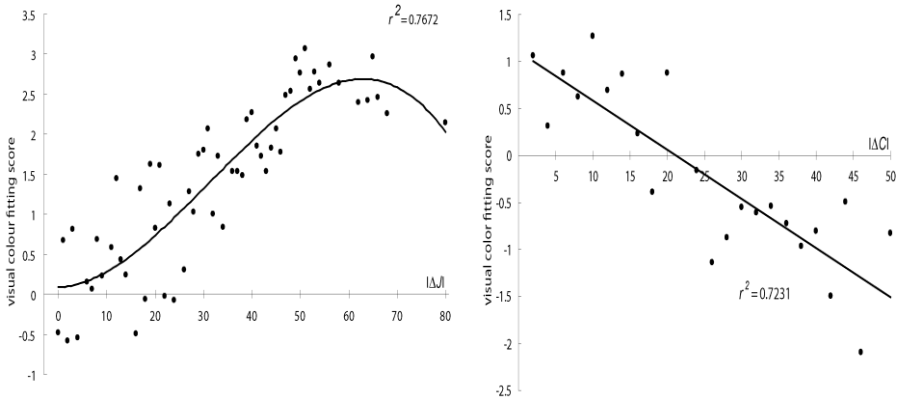 3.5
r² = 0.7672
3
2.5
2
1.5
1
0.5
|ΔJ|
0
0 10 20 30 40 50 60 70 80
-0.5
-1
visual colour fitting score
1.5
1
0.5
|ΔC|
0
5 10 15 20 25 30 35 40 45 50
-0.5
-1
-1.5
r² = 0.7231
-2
-2.5
visual color fitting score